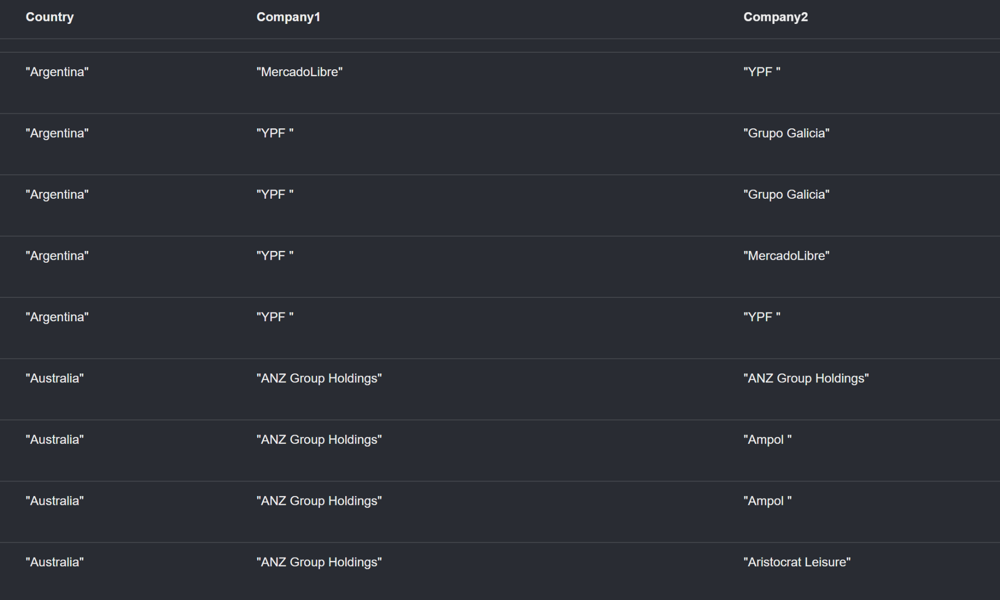 Country Company1 Company2
"Argentina" "MercadoLibre" "YPF "
"Argentina" "YPF " "Grupo Galicia"
"Argentina" "YPF " "Grupo Galicia"
"Argentina" "YPF " "MercadoLibre"
"Argentina" "YPF " "YPF "
"Australia" "ANZ Group Holdings" "ANZ Group Holdings"
"Australia" "ANZ Group Holdings" "Ampol "
"Australia" "ANZ Group Holdings" "Ampol "
"Australia" "ANZ Group Holdings" "Aristocrat Leisure"